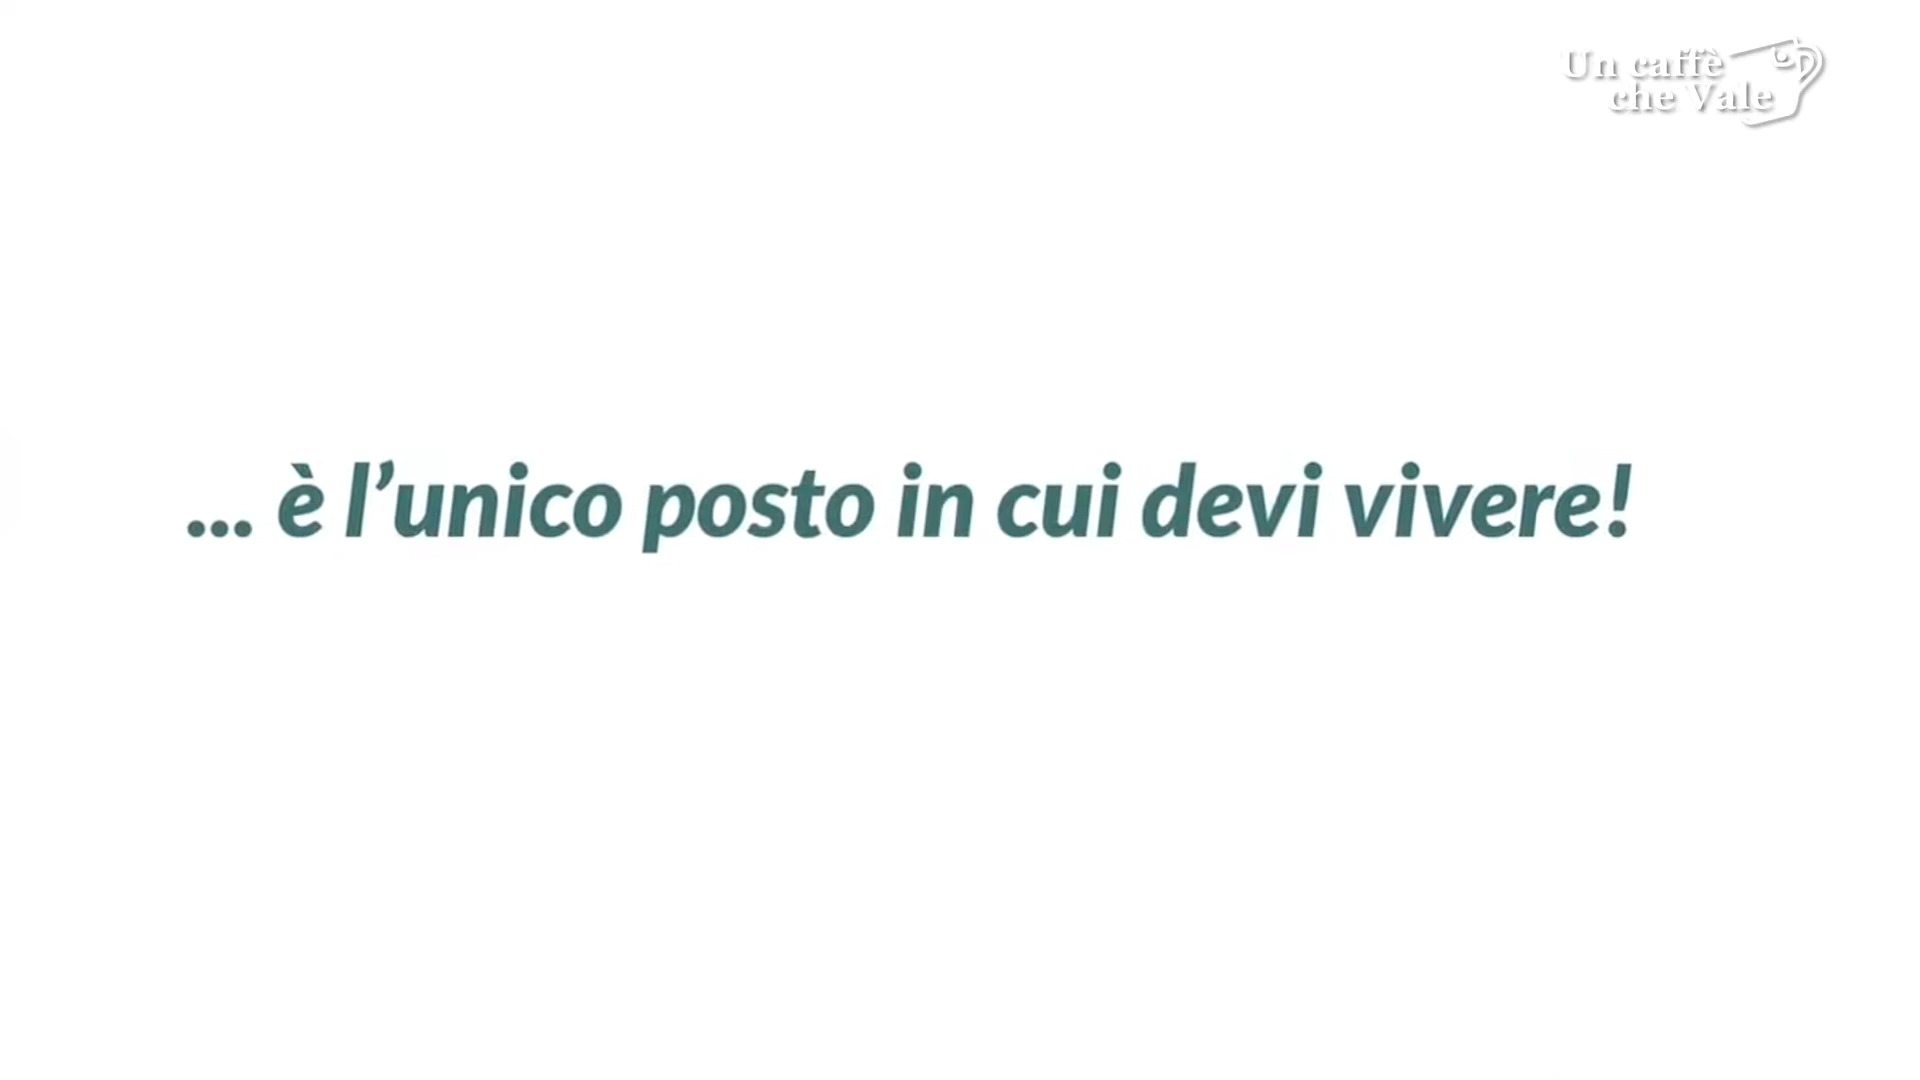 Un caffè
che Vale
... è l’unico posto in cui devi vivere!